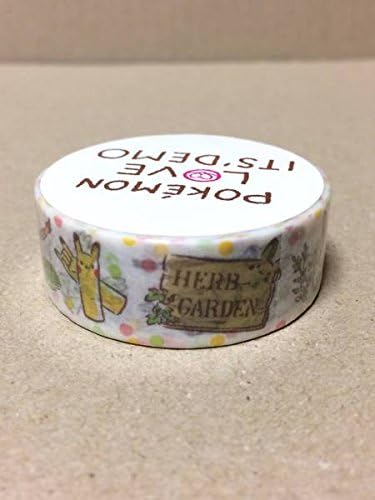 POKÉMON
LOVE
ITS'DEMO
HERB
GARDEN